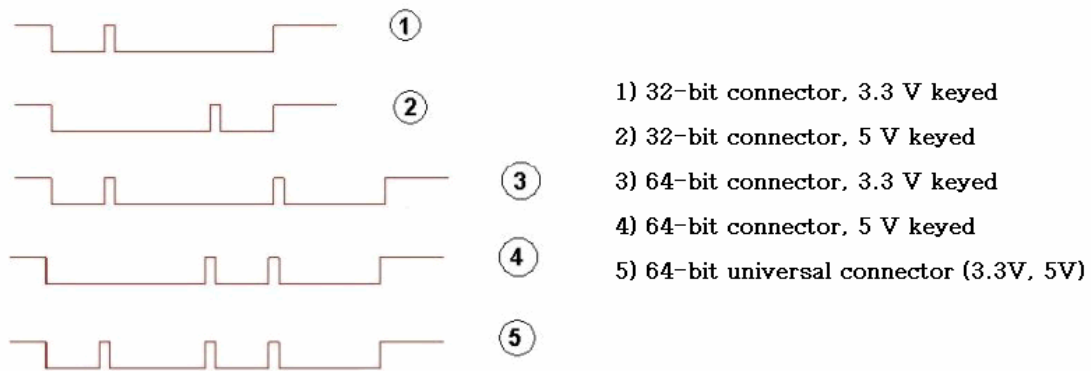 1
2
3
4
5
1) 32-bit connector, 3.3 V keyed
2) 32-bit connector, 5 V keyed
3) 64-bit connector, 3.3 V keyed
4) 64-bit connector, 5 V keyed
5) 64-bit universal connector (3.3V, 5V)